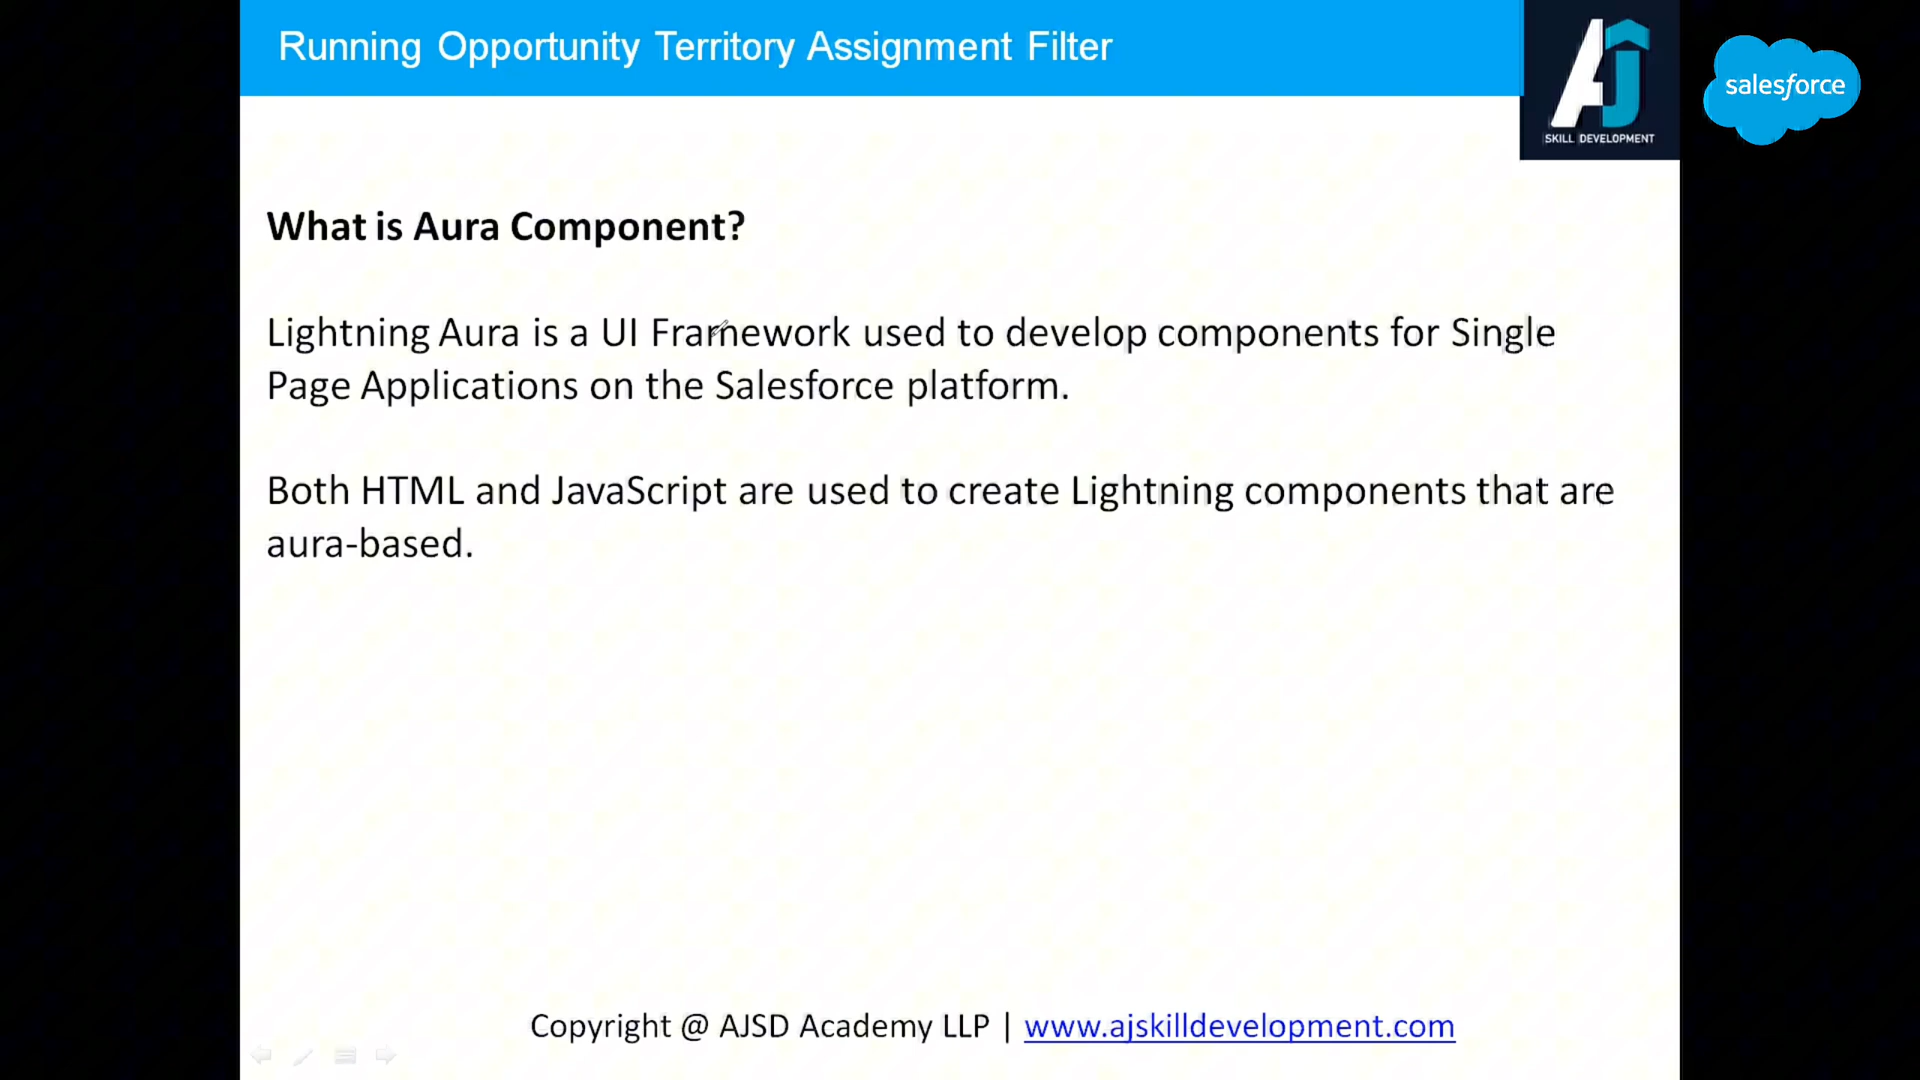 Running Opportunity Territory Assignment Filter
AJ
SKILL DEVELOPMENT
salesforce
What is Aura Component?
Lightning Aura is a UI Framework used to develop components for Single
Page Applications on the Salesforce platform.
Both HTML and JavaScript are used to create Lightning components that are
aura-based.
Copyright @ AJSD Academy LLP | www.ajskilldevelopment.com